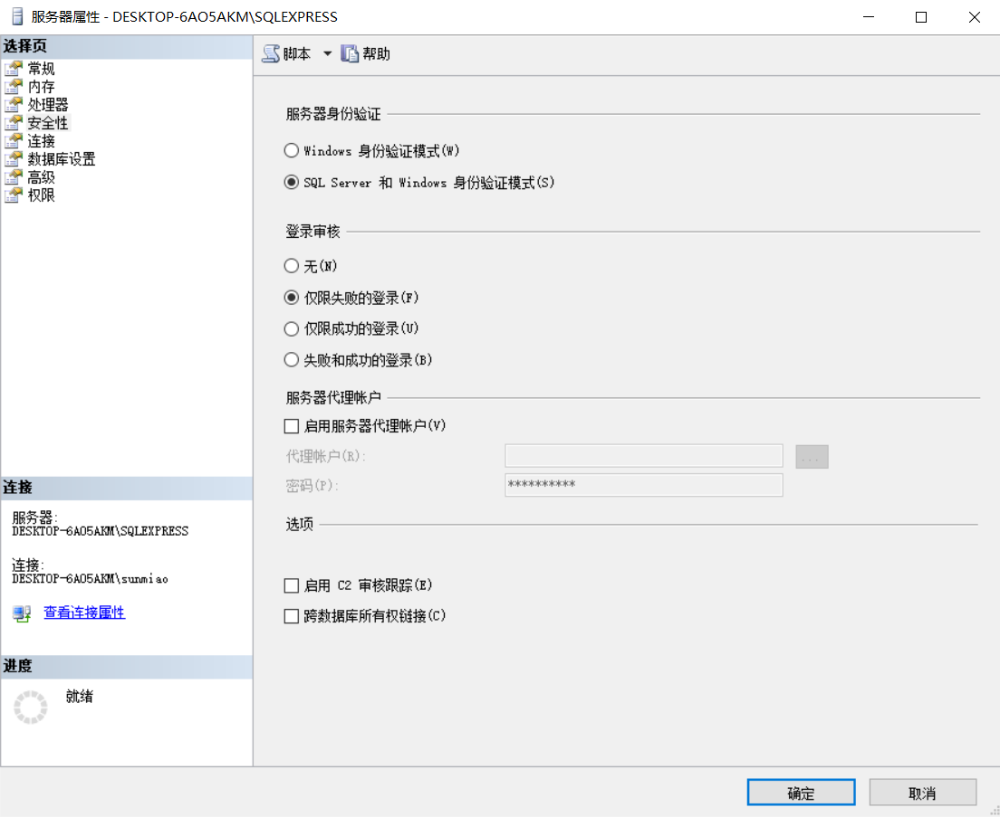 服务器属性 - DESKTOP-6AO5AKM\SQLEXPRESS
选择页
常规
内存
处理器
安全性
连接
数据库设置
高级
权限
连接
服务器:
DESKTOP-6AO5AKM\SQLEXPRESS
连接:
DESKTOP-6AO5AKM\sunmiao
查看连接属性
进度
就绪
脚本 帮助
服务器身份验证
Windows 身份验证模式(W)
SQL Server 和 Windows 身份验证模式(S)
登录审核
无(N)
仅限失败的登录(F)
仅限成功的登录(U)
失败和成功的登录(B)
服务器代理帐户
启用服务器代理帐户(V)
代理帐户(R): ...
密码(P): **********
选项
启用 C2 审核跟踪(E)
跨数据库所有权链接(C)
确定 取消